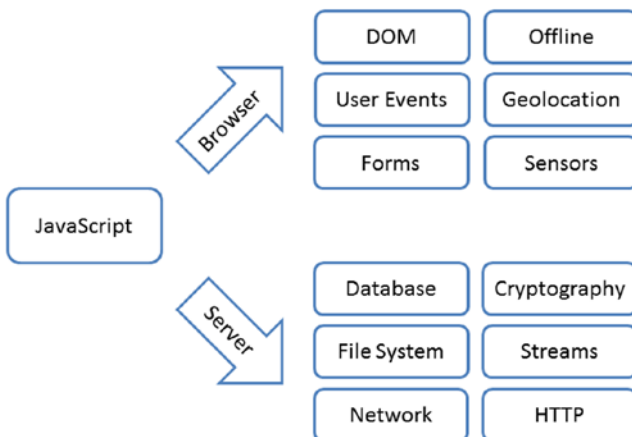 DOM
Offline
User Events
Geolocation
Forms
Sensors
Browser
JavaScript
Server
Database
Cryptography
File System
Streams
Network
HTTP